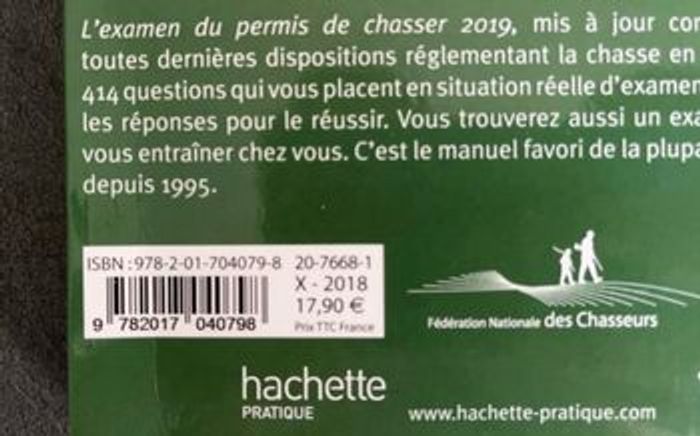 L'examen du permis de chasser 2019, mis à jour
toutes dernières dispositions réglementant la chasse en
414 questions qui vous placent en situation réelle d'examen
les réponses pour le réussir. Vous trouverez aussi un
vous entraîner chez vous. C'est le manuel favori de la
depuis 1995.
ISBN : 978-2-01-704079-8 20-7668-1
X - 2018
17,90 €
Prix TTC France
9 782017 040798
Fédération Nationale des Chasseurs
hachette
PRATIQUE
www.hachette-pratique.com